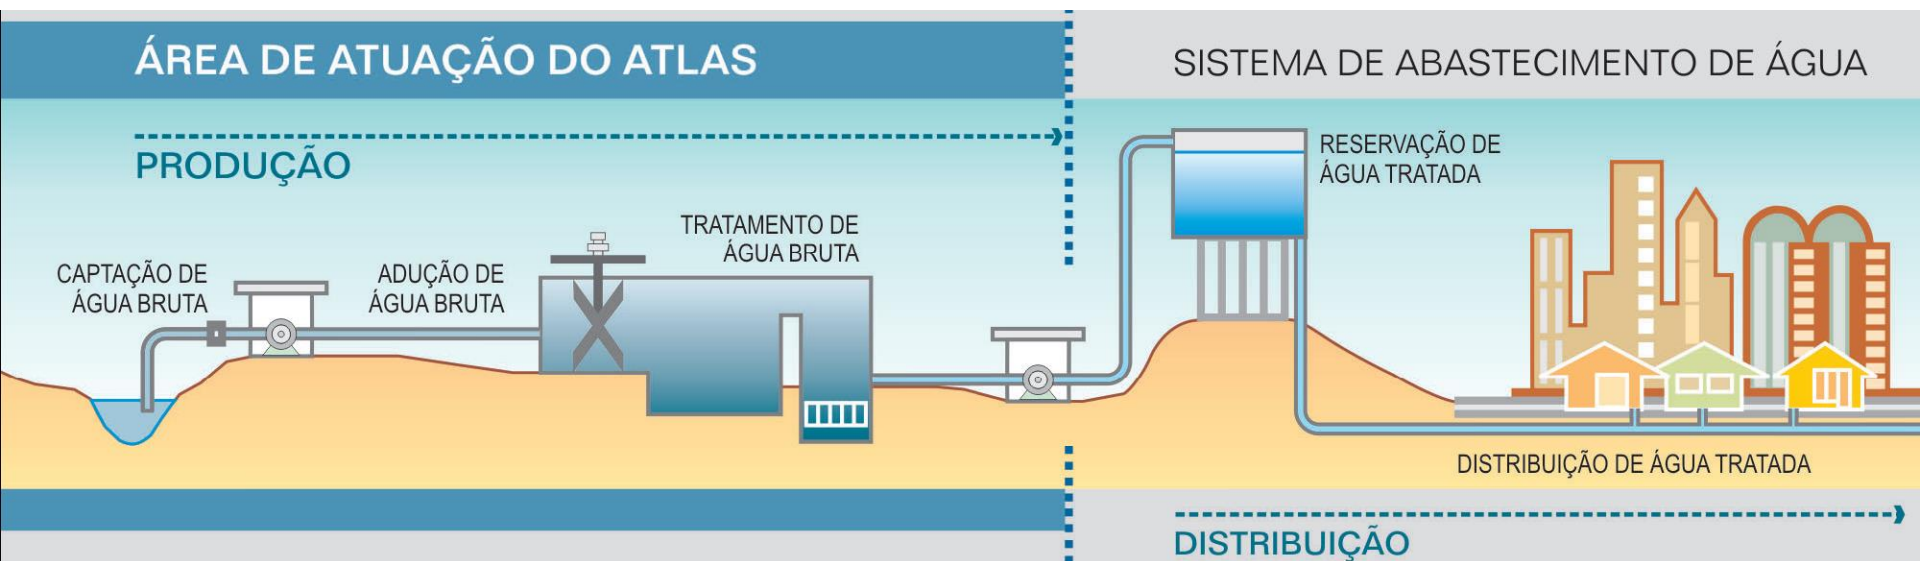 ÁREA DE ATUAÇÃO DO ATLAS
SISTEMA DE ABASTECIMENTO DE ÁGUA
PRODUÇÃO
CAPTAÇÃO DE
ÁGUA BRUTA
ADUÇÃO DE
ÁGUA BRUTA
TRATAMENTO DE
ÁGUA BRUTA
RESERVAÇÃO DE
ÁGUA TRATADA
DISTRIBUIÇÃO DE ÁGUA TRATADA
DISTRIBUIÇÃO